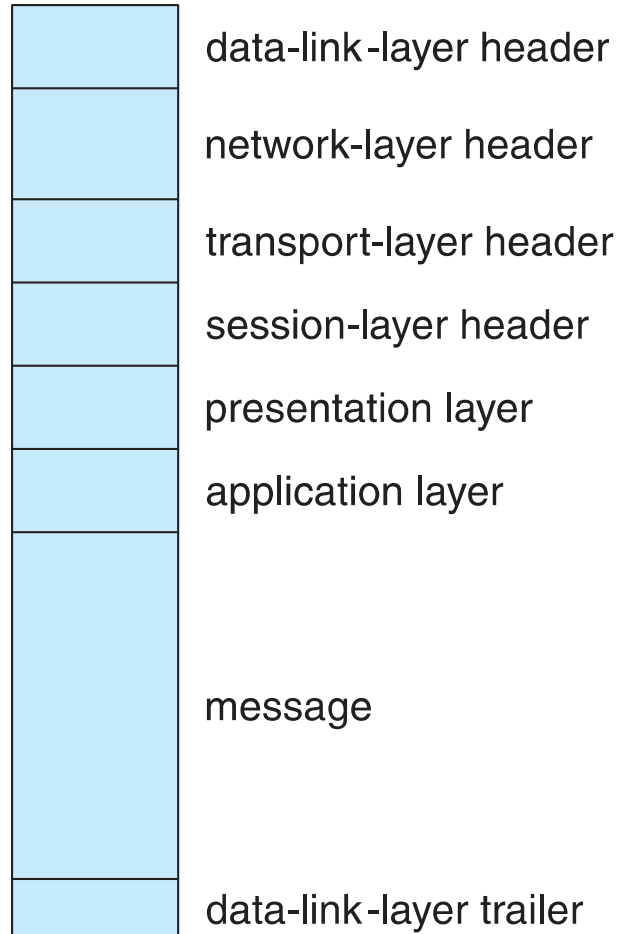 data-link-layer header
network-layer header
transport-layer header
session-layer header
presentation layer
application layer
message
data-link-layer trailer